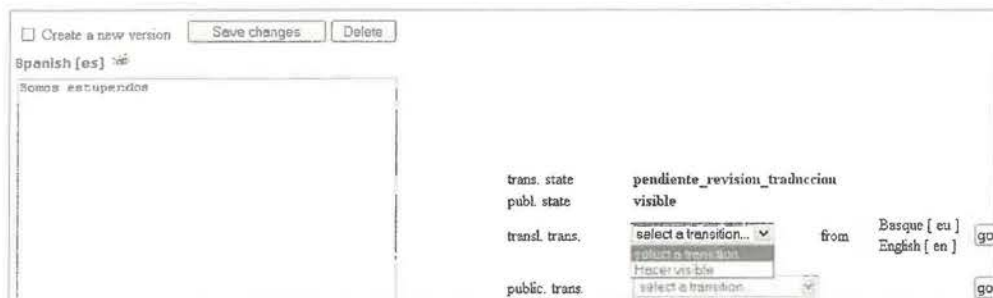 Create a new version Save changes Delete
Spanish [es]
Somos estupendos
trans. state pendiente_revision_traduccion
publ. state visible
transl. trans. select a transition... from Basque [ eu ]
English [ en ] go
select a transition
Hacer visible
public. trans. select a transition go